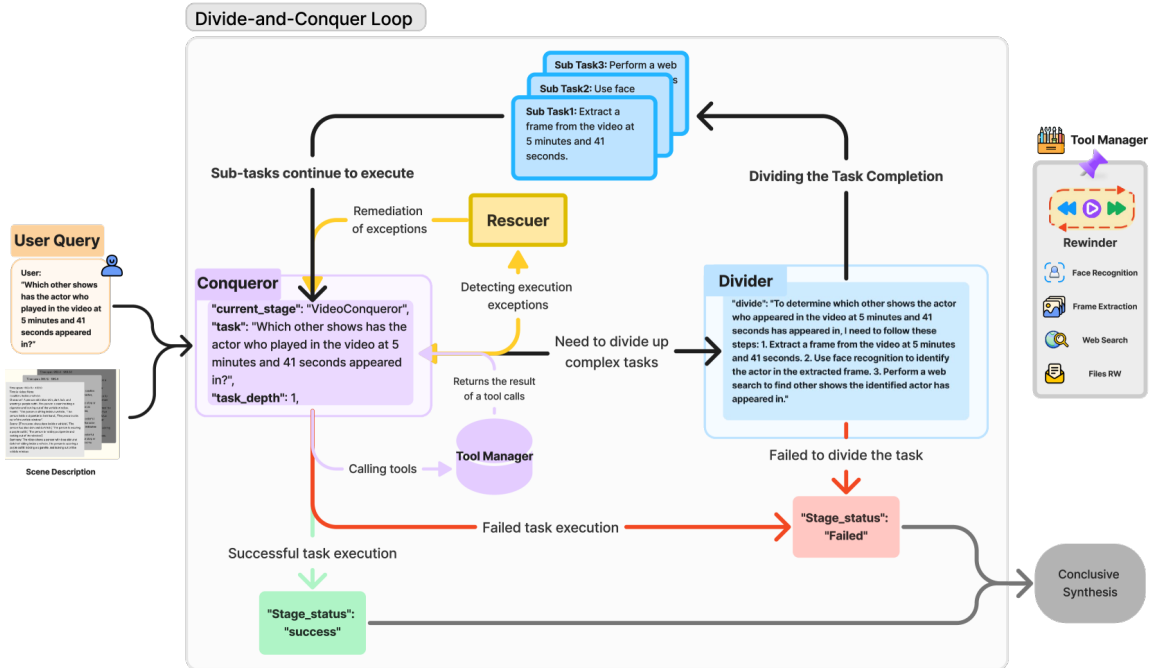 Divide-and-Conquer Loop
Sub Task3: Perform a web
s
Sub Task2: Use face
Sub Task1: Extract a
frame from the video at
5 minutes and 41
seconds.
Sub-tasks continue to execute
Dividing the Task Completion
Tool Manager
Rewinder
Face Recognition
Frame Extraction
Web Search
Files RW
Remediation
of exceptions
Rescuer
Detecting execution
exceptions
User Query
User:
"Which other shows
has the actor who
played in the video at 5
minutes and 41
seconds appeared
in?"
Scene Description
Conqueror
"current_stage": "VideoConqueror",
"task": "Which other shows has the
actor who played in the video at 5
minutes and 41 seconds appeared
in?",
"task_depth": 1,
Need to divide up
complex tasks
Returns the result
of a tool calls
Calling tools
Tool Manager
Divider
"divide": "To determine which other shows the actor
who appeared in the video at 5 minutes and 41
seconds has appeared in, I need to follow these
steps: 1. Extract a frame from the video at 5
minutes and 41 seconds. 2. Use face recognition to identify
the actor in the extracted frame. 3. Perform a web
search to find other shows the identified actor has
appeared in."
Failed to divide the task
Failed task execution
"Stage_status":
"Failed"
Successful task execution
"Stage_status":
"success"
Conclusive
Synthesis